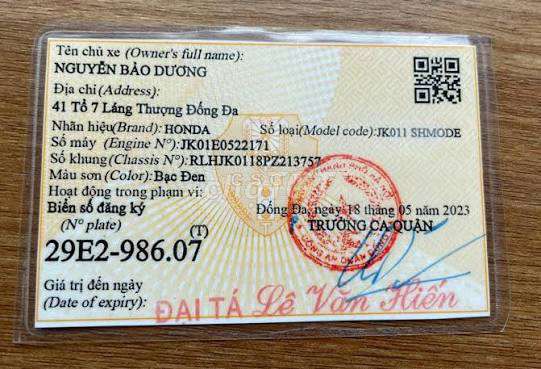 Tên chủ xe (Owner's full name):
NGUYỄN BẢO DƯƠNG
Địa chỉ (Address):
41 Tổ 7 Láng Thượng Đống Đa
Nhãn hiệu(Brand): HONDA Số loại(Model code): JK011 SHMODE
Số máy (Engine Nº): JK01E0522171
Số khung (Chassis Nº): RLHJK0118PZ213757
Màu sơn (Color): Bạc Đen
Hoạt động trong phạm vi:
Biển số đăng ký Đống Đa, ngày 18 tháng 05 năm 2023
(Nº plate) TRƯỞNG CA QUẬN
(T)
29E2-986.07
Giá trị đến ngày
(Date of expiry):
ĐẠI TÁ Lê Văn Hiến